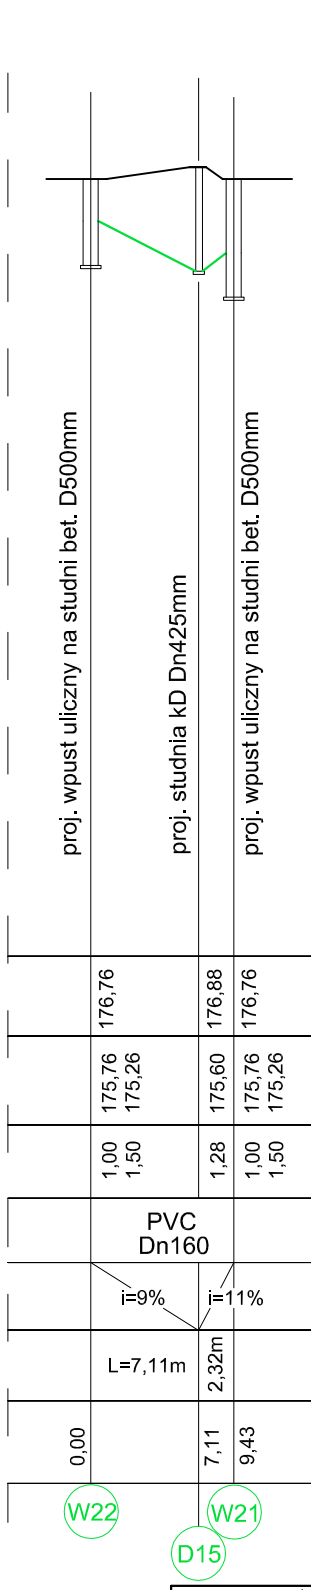 proj. wpust uliczny na studni bet. D500mm
proj. studnia kD Dn425mm
proj. wpust uliczny na studni bet. D500mm
176,76
176,88
176,76
175,76
175,26
175,60
175,76
175,26
1,00
1,50
1,28
1,00
1,50
PVC
Dn160
i=9%
i=11%
L=7,11m
2,32m
0,00
7,11
9,43
W22
W21
D15